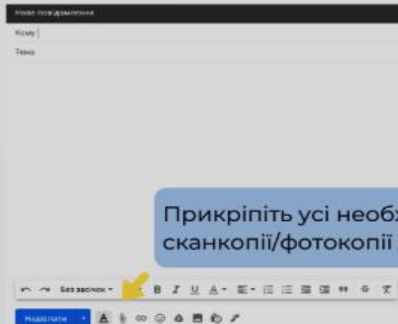 Нове повідомлення
Кому
Тема
Прикріпіть усі необх
сканкопії/фотокопії
Без засічок
B I U A
Надіслати
A